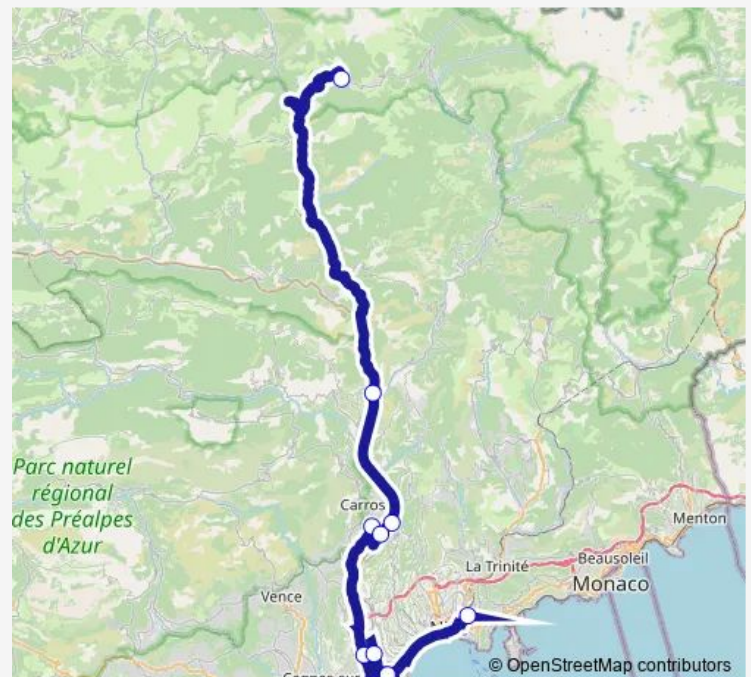 Carros
Parc naturel
régional
des Préalpes
d'Azur
Menton
La Trinité
Beausoleil
Monaco
Vence
© OpenStreetMap contributors